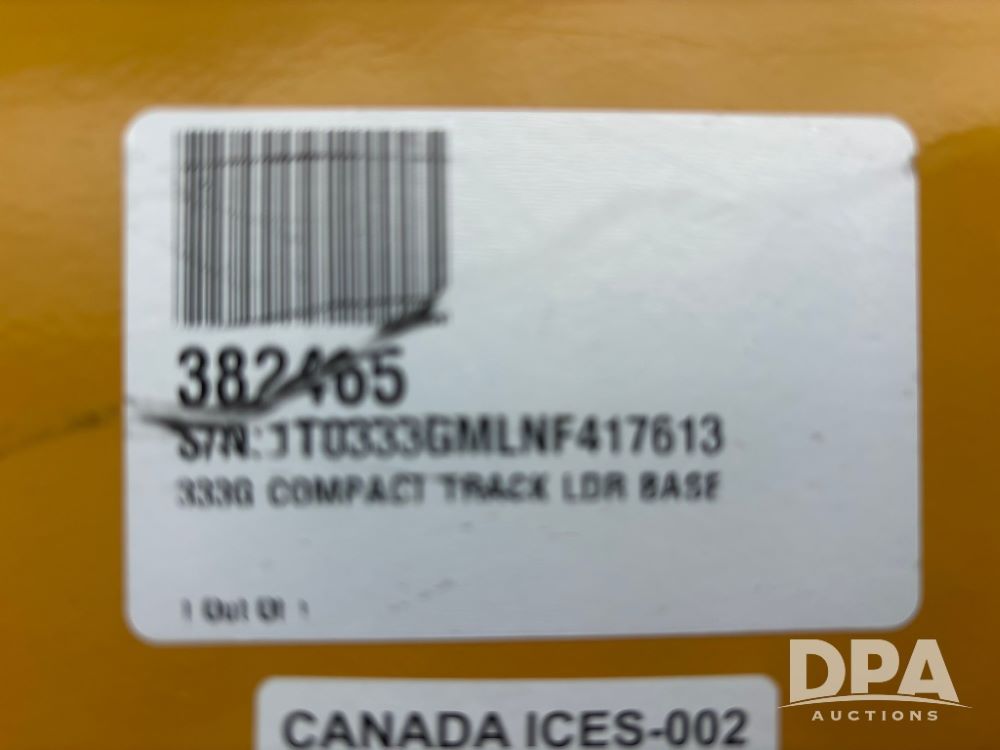 382465
S/N: 1T0333GMLNF417613
333G COMPACT TRACK LDR BASE
1 Out Of 1
CANADA ICES-002
DPA
AUCTIONS